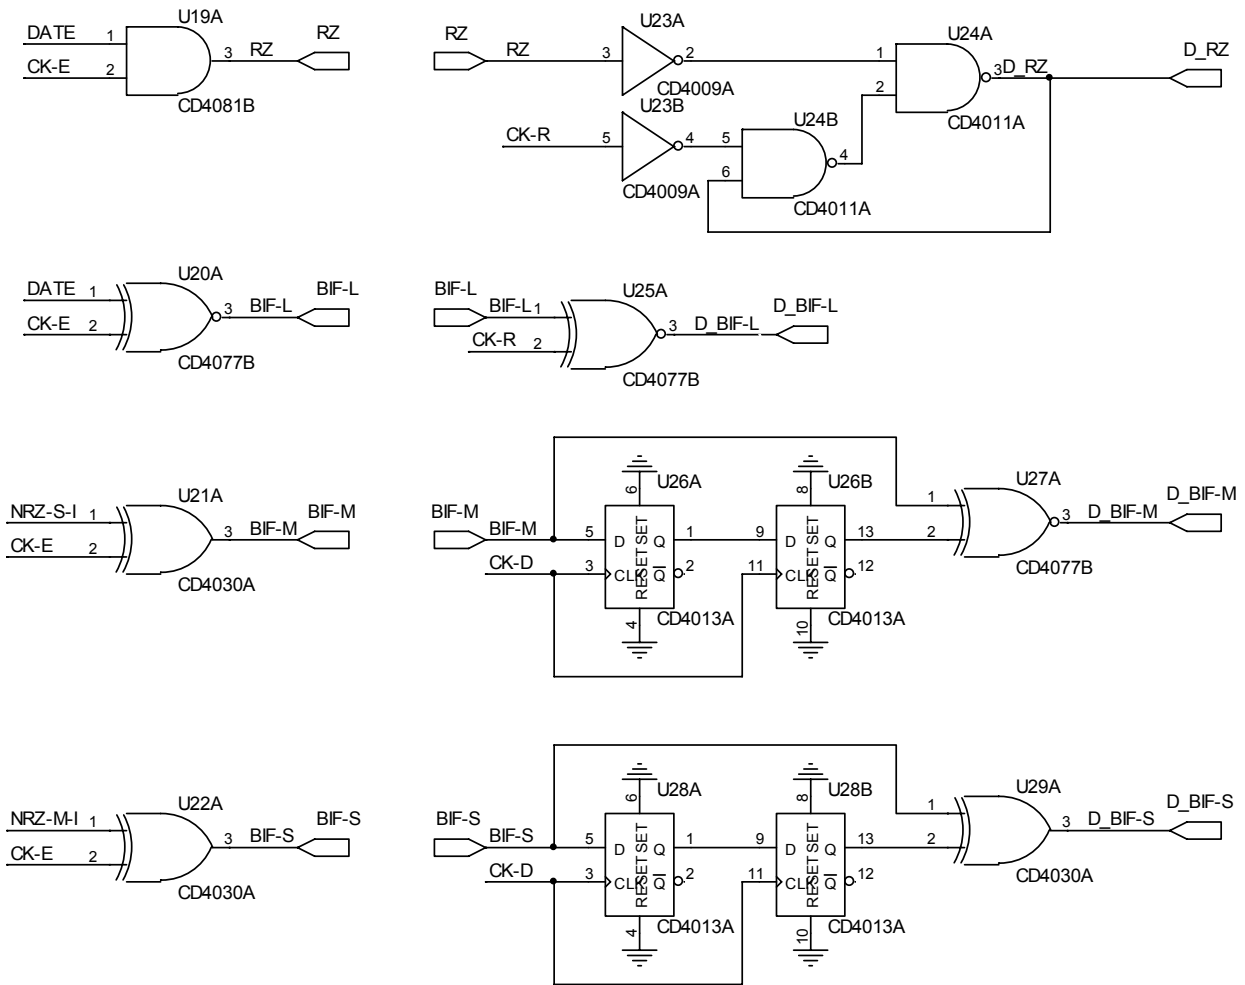 U19A
DATE 1
CK-E 2
3 RZ
RZ
CD4081B
RZ
RZ
3
U23A
2
CD4009A
U23B
CK-R
5
4
CD4009A
U24B
5
6
4
CD4011A
U24A
1
2
3 D_RZ
CD4011A
D_RZ
U20A
DATE 1
CK-E 2
3 BIF-L
BIF-L
CD4077B
BIF-L
BIF-L 1
CK-R 2
U25A
3 D_BIF-L
D_BIF-L
CD4077B
U21A
NRZ-S-I 1
CK-E 2
3 BIF-M
BIF-M
CD4030A
BIF-M
BIF-M
CK-D
U26A
6
5 D SET Q 1
3 CLK RESET Q 2
4
CD4013A
U26B
8
9 D SET Q 13
11 CLK RESET Q 12
10
CD4013A
U27A
1
2
3 D_BIF-M
D_BIF-M
CD4077B
U22A
NRZ-M-I 1
CK-E 2
3 BIF-S
BIF-S
CD4030A
BIF-S
BIF-S
CK-D
U28A
6
5 D SET Q 1
3 CLK RESET Q 2
4
CD4013A
U28B
8
9 D SET Q 13
11 CLK RESET Q 12
10
CD4013A
U29A
1
2
3 D_BIF-S
D_BIF-S
CD4030A